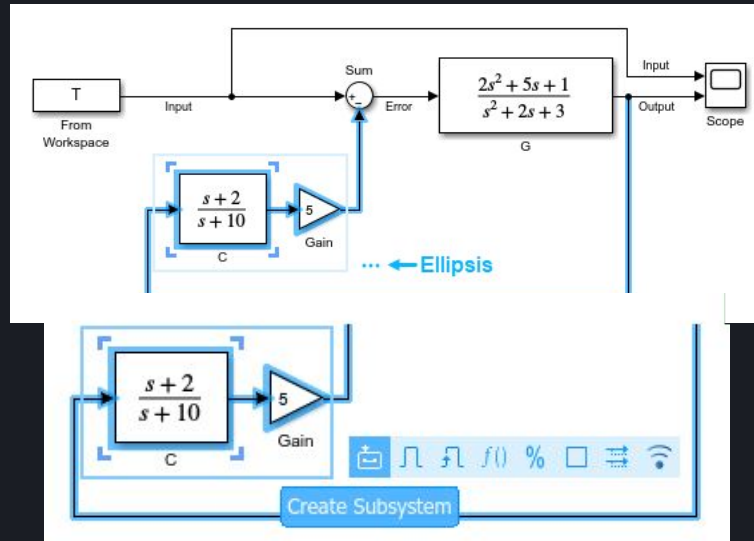 Sum
Input
T
Input
Error
2s² + 5s + 1
s² + 2s + 3
Output
Scope
From
Workspace
G
+
−
s + 2
s + 10
5
Gain
C
... Ellipsis
s + 2
s + 10
5
Gain
C
f()
%
Create Subsystem